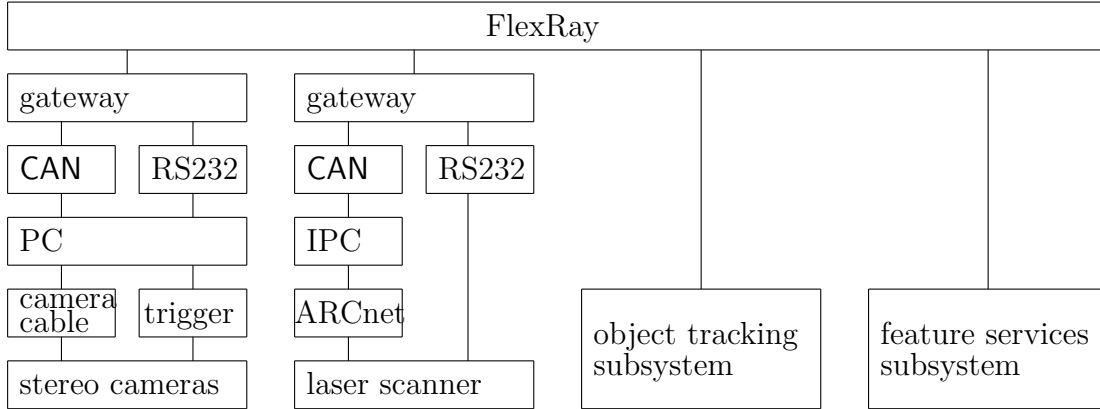 FlexRay
gateway
gateway
CAN
RS232
CAN
RS232
PC
IPC
camera
cable
trigger
ARCnet
object tracking
subsystem
feature services
subsystem
stereo cameras
laser scanner